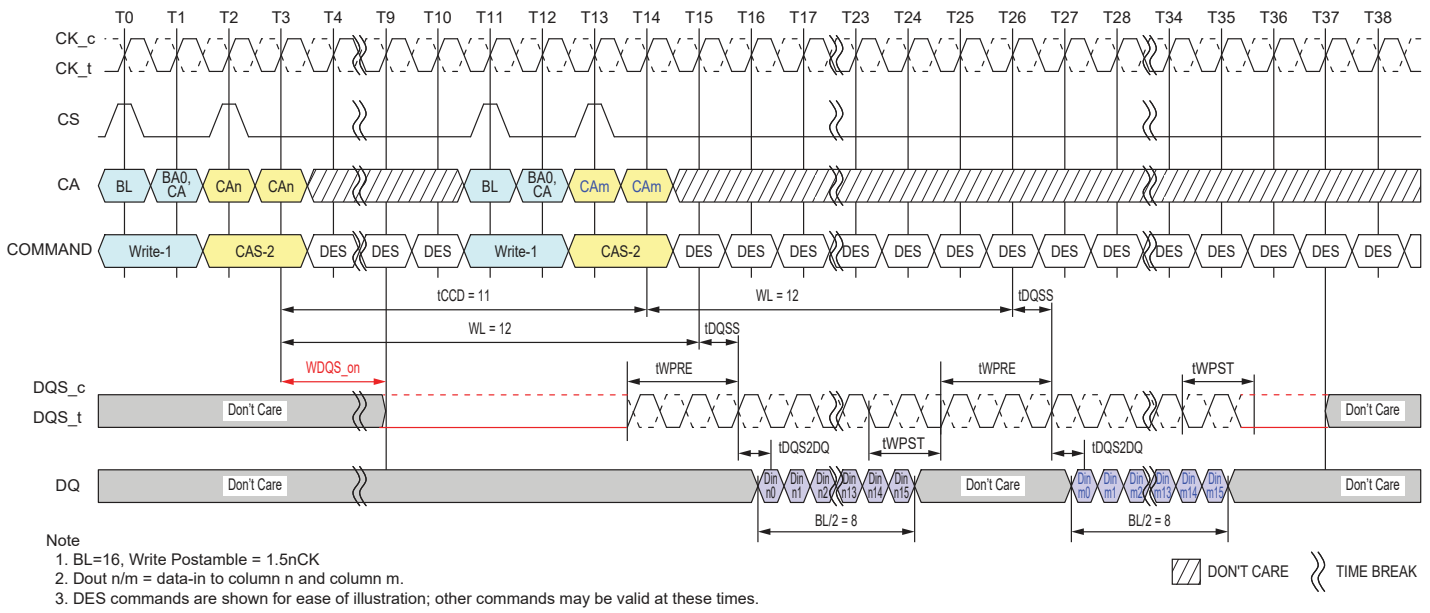 T0 T1 T2 T3 T4 T9 T10 T11 T12 T13 T14 T15 T16 T17 T23 T24 T25 T26 T27 T28 T34 T35 T36 T37 T38
CK_c
CK_t
CS
CA BL BA0, CA CAn CAn BL BA0, CA CAm CAm
COMMAND Write-1 CAS-2 DES DES DES Write-1 CAS-2 DES DES DES DES DES DES DES DES DES DES DES DES DES DES
tCCD = 11 WL = 12 tDQSS
WL = 12 tDQSS
WDQS_on tWPRE tWPRE tWPST
DQS_c
DQS_t Don't Care Don't Care
tDQS2DQ tWPST tDQS2DQ
DQ Don't Care Din n0 Din n1 Din n2 Din n13 Din n14 Din n15 Don't Care Din m0 Din m1 Din m2 Din m13 Din m14 Din m15 Don't Care
BL/2 = 8 BL/2 = 8
Note
1. BL=16, Write Postamble = 1.5nCK
2. Dout n/m = data-in to column n and column m.
3. DES commands are shown for ease of illustration; other commands may be valid at these times.
DON'T CARE TIME BREAK